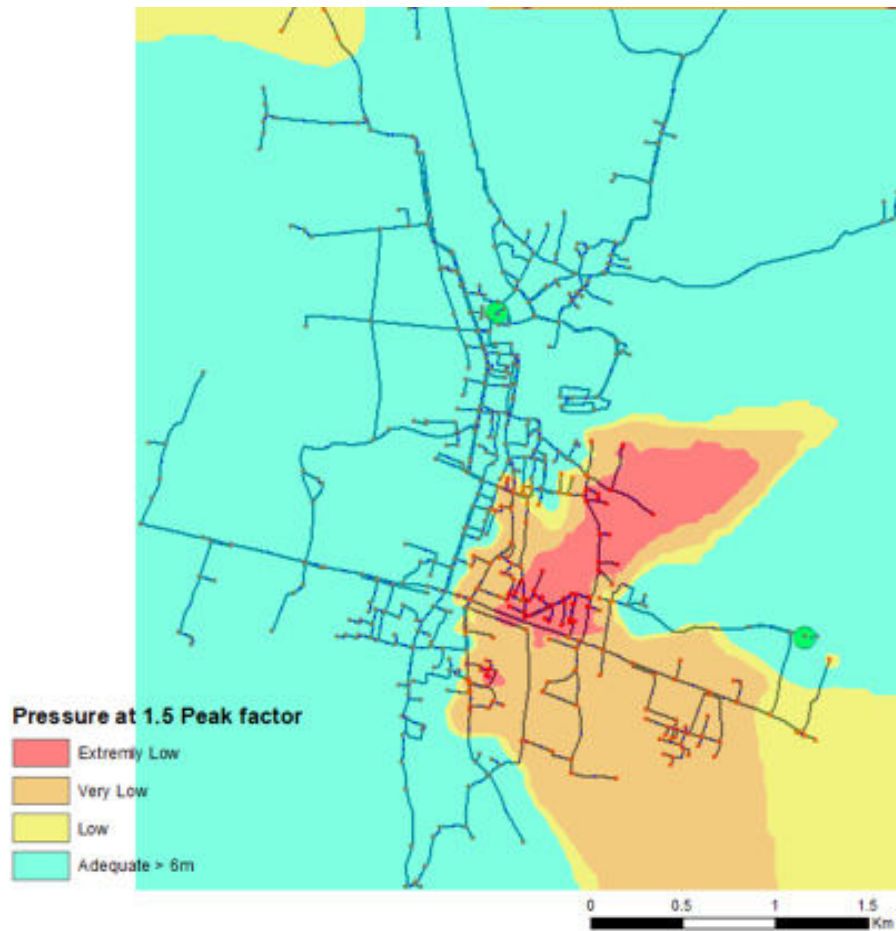 Pressure at 1.5 Peak factor
Extremly Low
Very Low
Low
Adequate > 6m
0 0.5 1 1.5
Km